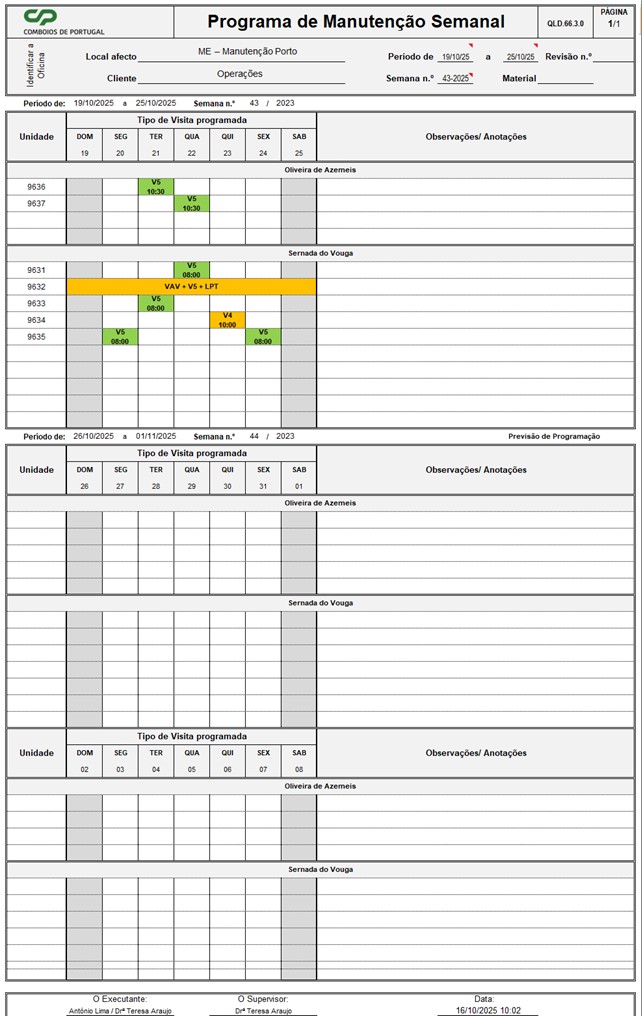 CP
COMBOIOS DE PORTUGAL
Programa de Manutenção Semanal
QLD.66.3.0
PÁGINA
1/1
Identificar a Oficina
Local afecto ME – Manutenção Porto
Periodo de 19/10/25 a 25/10/25 Revisão n.º
Cliente Operações
Semana n.º 43-2025 Material
Periodo de: 19/10/2025 a 25/10/2025 Semana n.º 43 / 2023
Unidade Tipo de Visita programada Observações/ Anotações
DOM SEG TER QUA QUI SEX SAB
19 20 21 22 23 24 25
Oliveira de Azemeis
9636 V5 10:30
9637 V5 10:30
Sernada do Vouga
9631 V5 08:00
9632 VAV + V5 + LPT
9633 V5 08:00
9634 V4 10:00
9635 V5 08:00 V5 08:00
Periodo de: 26/10/2025 a 01/11/2025 Semana n.º 44 / 2023 Previsão de Programação
Unidade Tipo de Visita programada Observações/ Anotações
DOM SEG TER QUA QUI SEX SAB
26 27 28 29 30 31 01
Oliveira de Azemeis
Sernada do Vouga
Unidade Tipo de Visita programada Observações/ Anotações
DOM SEG TER QUA QUI SEX SAB
02 03 04 05 06 07 08
Oliveira de Azemeis
Sernada do Vouga
O Executante: O Supervisor: Data:
António Lima / Drª Teresa Araujo Drª Teresa Araujo 16/10/2025 10:02